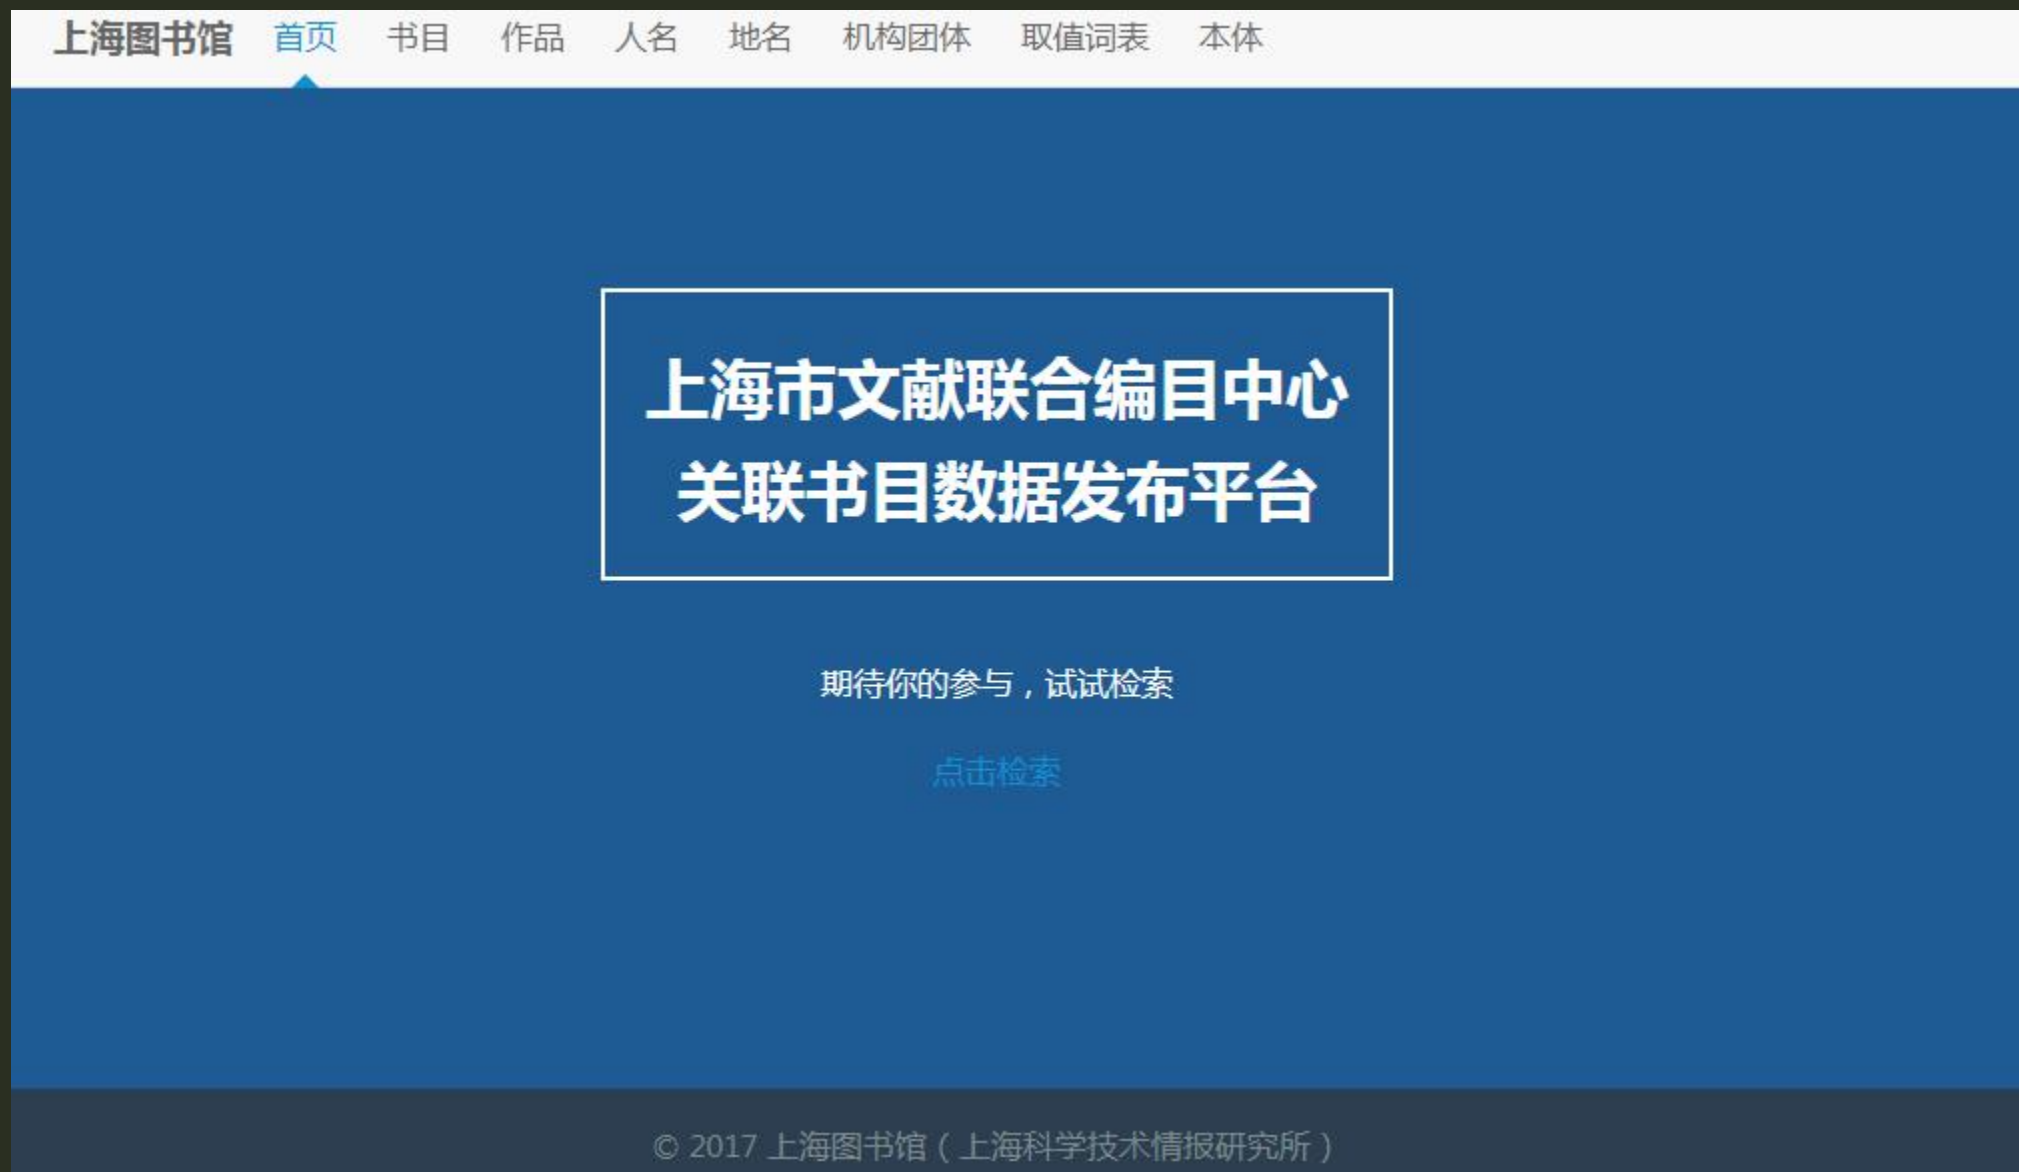 上海图书馆 首页 书目 作品 人名 地名 机构团体 取值词表 本体
上海市文献联合编目中心
关联书目数据发布平台
期待你的参与，试试检索
点击检索
© 2017 上海图书馆（上海科学技术情报研究所）